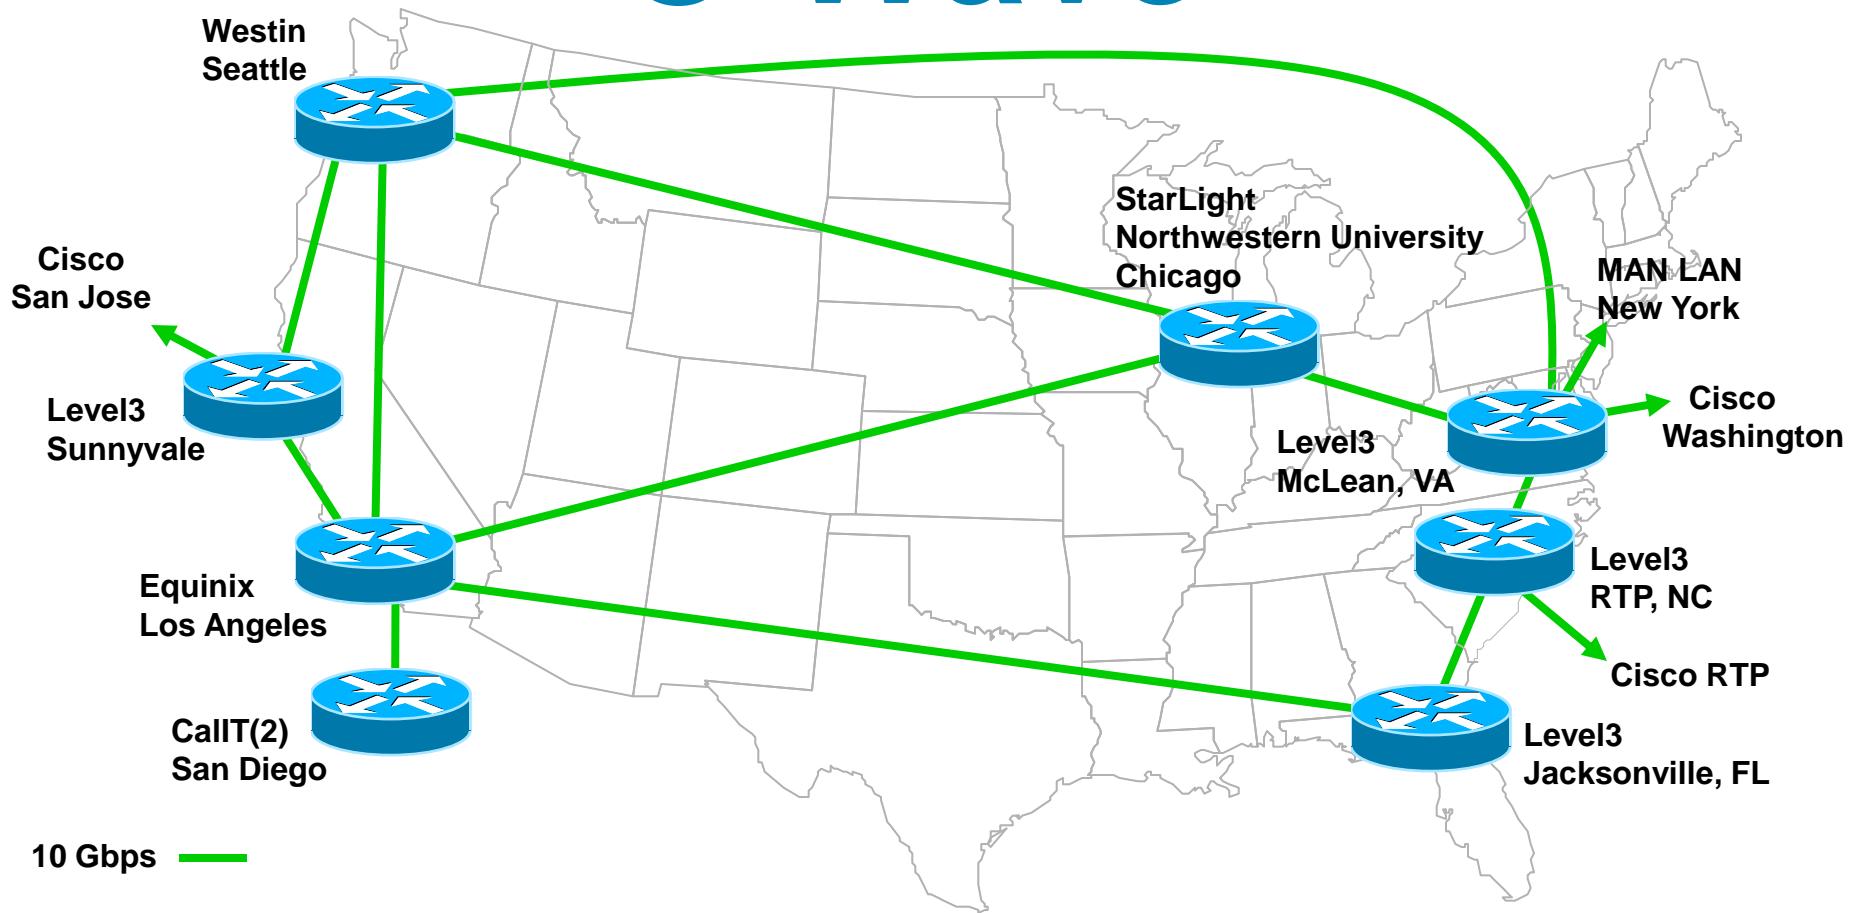 Westin
Seattle
StarLight
Northwestern University
Chicago
Cisco
San Jose
MAN LAN
New York
Level3
Sunnyvale
Cisco
Washington
Level3
McLean, VA
Equinox
Los Angeles
Level3
RTP, NC
Cisco RTP
CalIT(2)
San Diego
Level3
Jacksonville, FL
10 Gbps